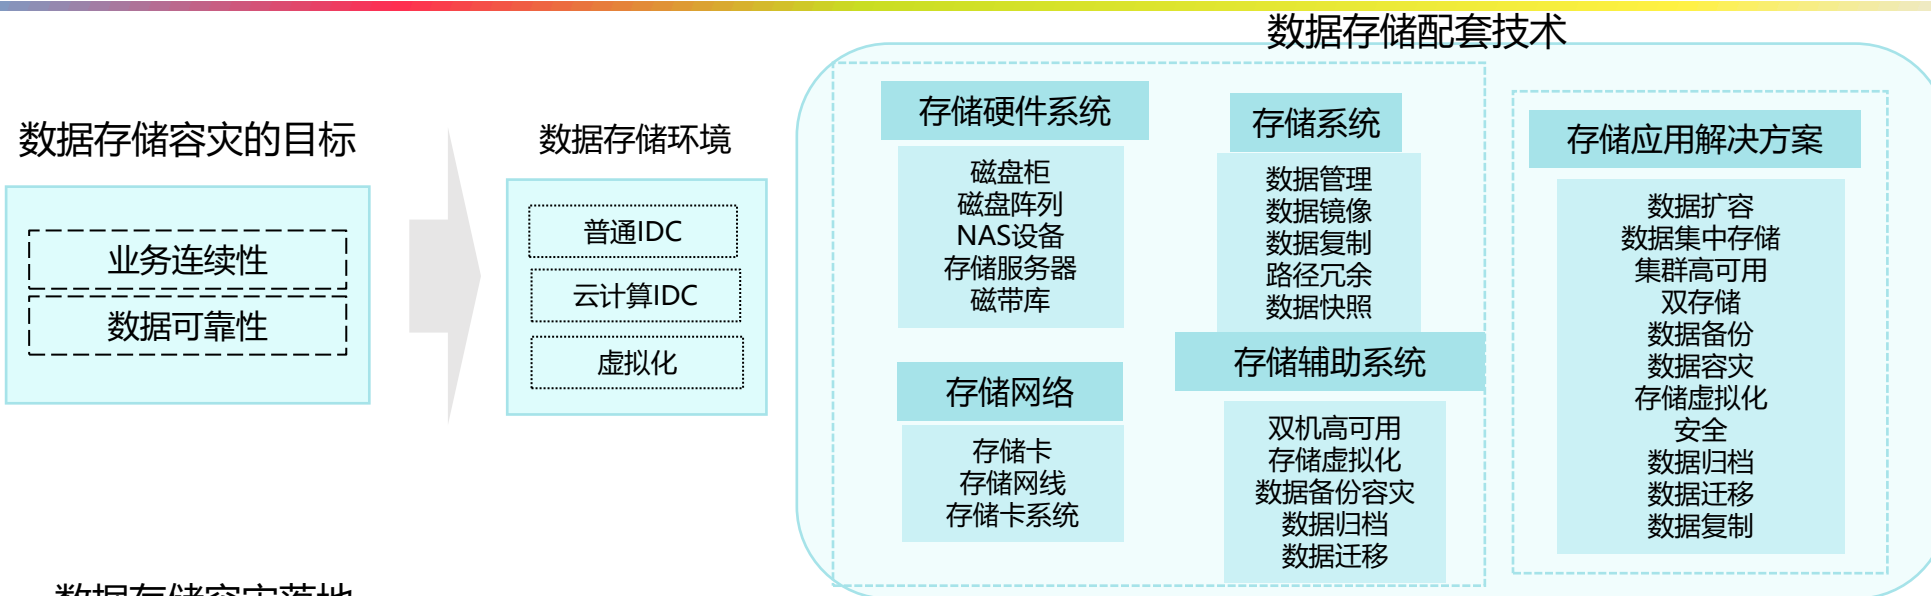 数据存储配套技术
数据存储容灾的目标
业务连续性
数据可靠性
数据存储环境
普通IDC
云计算IDC
虚拟化
存储硬件系统
磁盘柜
磁盘阵列
NAS设备
存储服务器
磁带库
存储网络
存储卡
存储网线
存储卡系统
存储系统
数据管理
数据镜像
数据复制
路径冗余
数据快照
存储辅助系统
双机高可用
存储虚拟化
数据备份容灾
数据归档
数据迁移
存储应用解决方案
数据扩容
数据集中存储
集群高可用
双存储
数据备份
数据容灾
存储虚拟化
安全
数据归档
数据迁移
数据复制
数据存储容灾落地